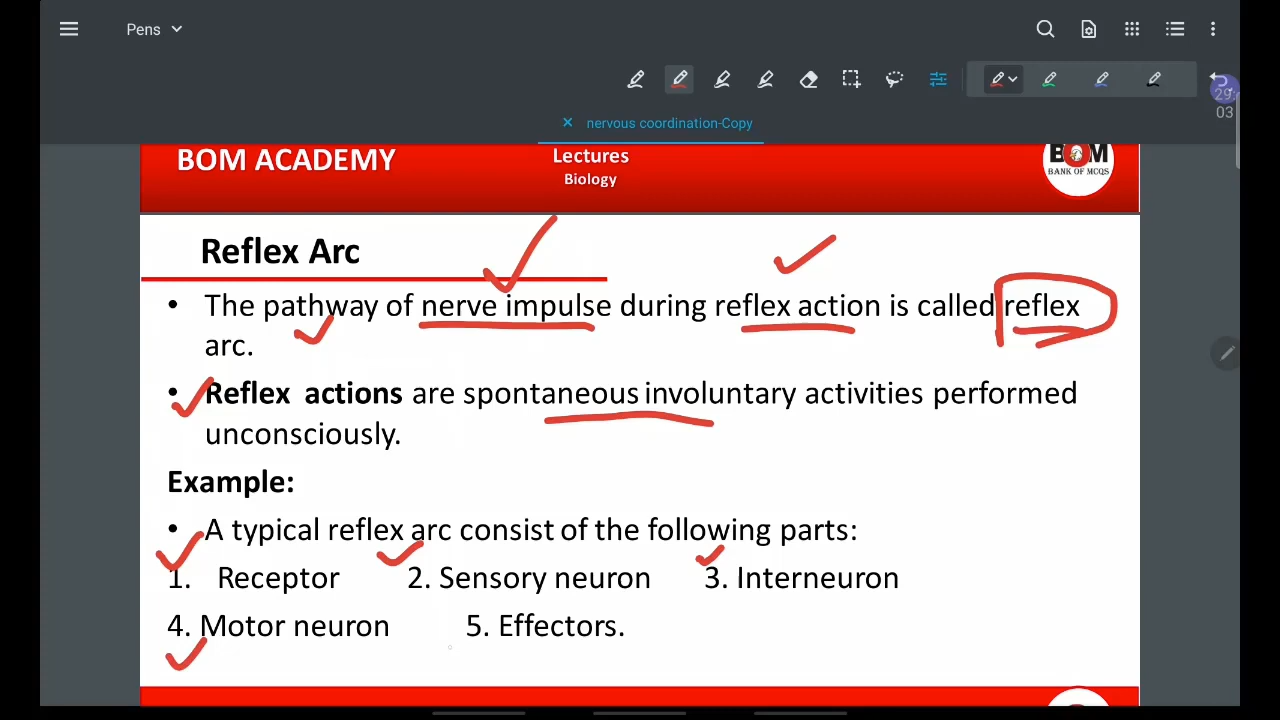 Pens
29:
03
nervous coordination-Copy
BOM ACADEMY
Lectures
Biology
BOM
BANK OF MCQS
Reflex Arc
• The pathway of nerve impulse during reflex action is called reflex
arc.
• Reflex actions are spontaneous involuntary activities performed
unconsciously.
Example:
• A typical reflex arc consist of the following parts:
1. Receptor 2. Sensory neuron 3. Interneuron
4. Motor neuron 5. Effectors.